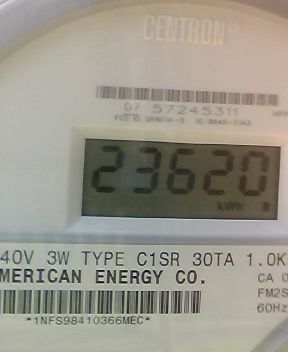 CENTRON®
07 57245311
23620
kWh
40V 3W TYPE C1SR 30TA 1.0K
MERICAN ENERGY CO.
CA 0
FM2S
60Hz
*1NFS98410366MEC*